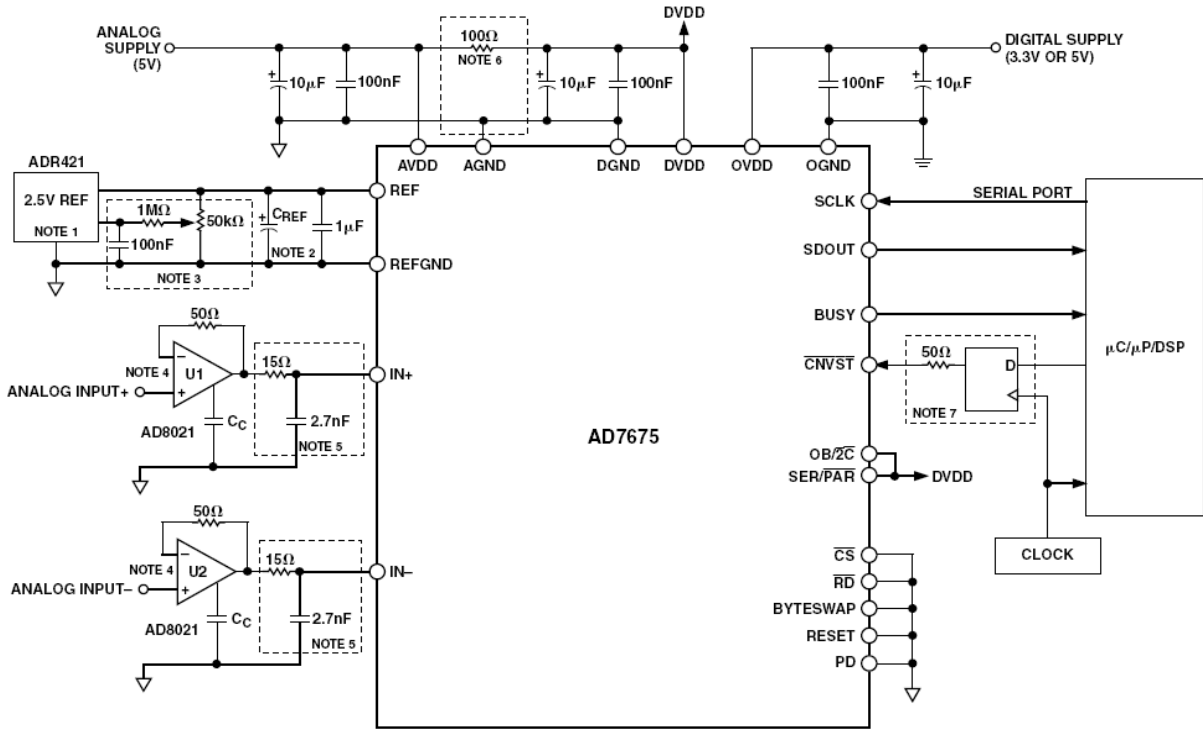 DVDD
ANALOG
SUPPLY
(5V)
100Ω
NOTE 6
DIGITAL SUPPLY
(3.3V OR 5V)
+
10μF
100nF
+
10μF
100nF
100nF
+
10μF
AVDD
AGND
DGND
DVDD
OVDD
OGND
ADR421
2.5V REF
NOTE 1
1MΩ
50kΩ
100nF
NOTE 3
+
CREF
NOTE 2
1μF
REF
REFGND
SCLK
SERIAL PORT
SDOUT
BUSY
CNVST
50Ω
D
NOTE 7
μC/μP/DSP
50Ω
NOTE 4
−
U1
+
ANALOG INPUT+
AD8021
CC
15Ω
2.7nF
NOTE 5
IN+
AD7675
OB/2C
SER/PAR
DVDD
CLOCK
50Ω
NOTE 4
−
U2
+
ANALOG INPUT−
AD8021
CC
15Ω
2.7nF
NOTE 5
IN−
CS
RD
BYTESWAP
RESET
PD